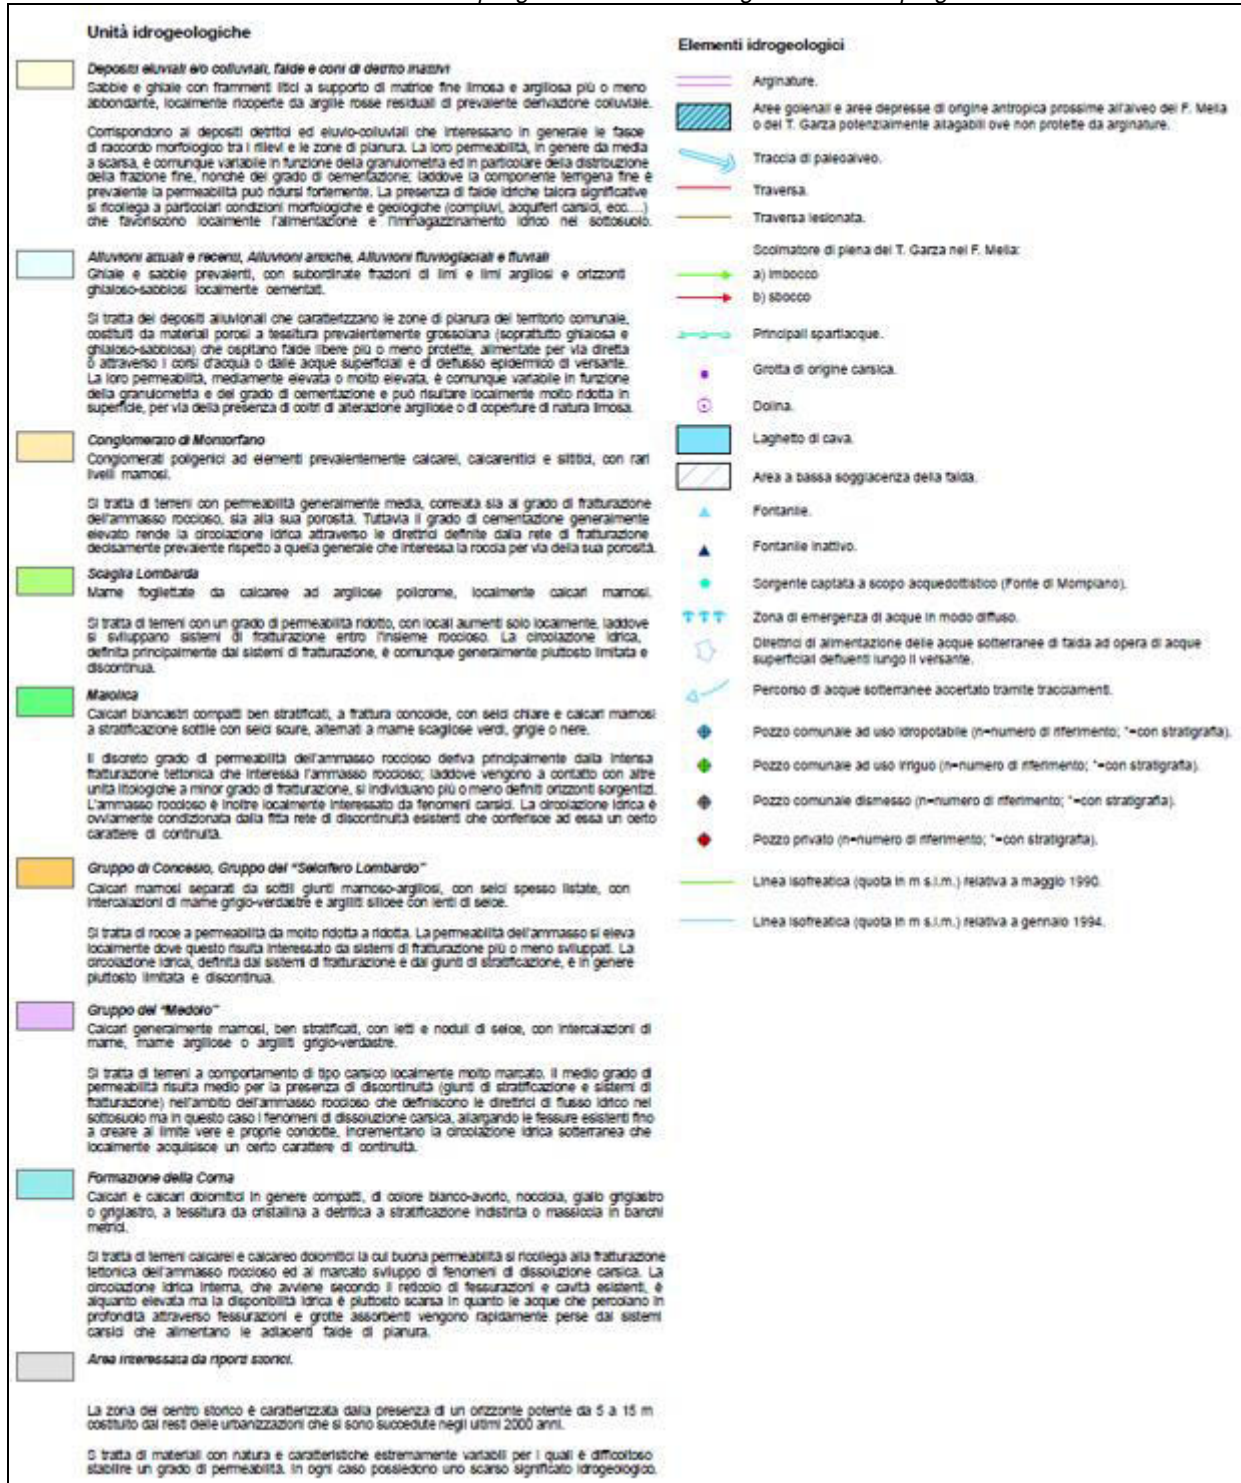 Unità idrogeologiche
Depositi eluviali e/o colluviali, falde e coni di detrito inattivi
Sabbie e ghiaie con frammenti litici a supporto di matrice fine limosa e argillosa più o meno
abbondante, localmente ricoperte da argille rosse residuali di prevalente derivazione colluviale.
Corrispondono ai depositi detritici ed eluvio-colluviali che interessano in generale le fasce
di raccordo morfologico tra i rilievi e le zone di pianura. La loro permeabilità, in genere da media
a scarsa, è comunque variabile in funzione della granulometria ed in particolare della distribuzione
della frazione fine, nonché del grado di cementazione; laddove la componente terrigena fine è
prevalente la permeabilità può ridursi fortemente. La presenza di falde idriche talora significative
si ricollega a particolari condizioni morfologiche e geologiche (compluvi, acquiferi carsici, ecc....)
che favoriscono localmente l'alimentazione e l'immagazzinamento idrico nel sottosuolo.
Alluvioni attuali e recenti, Alluvioni antiche, Alluvioni fluvioglaciali e fluviali
Ghiaie e sabbie prevalenti, con subordinate frazioni di limi e limi argillosi e orizzonti
ghiaioso-sabbiosi localmente cementati.
Si tratta dei depositi alluvionali che caratterizzano le zone di pianura del territorio comunale,
costituiti da materiali porosi a tessitura prevalentemente grossolana (soprattutto ghiaiosa e
ghiaioso-sabbiosa) che ospitano falde libere più o meno protette, alimentate per via diretta
o attraverso i corsi d'acqua o dalle acque superficiali e di deflusso epidermico di versante.
La loro permeabilità, mediamente elevata o molto elevata, è comunque variabile in funzione
della granulometria e del grado di cementazione e può risultare localmente molto ridotta in
superficie, per via della presenza di coltri di alterazione argillose o di coperture di natura limosa.
Conglomerato di Montorfano
Conglomerati poligenici ad elementi prevalentemente calcarei, calcarenitici e siltitici, con rari
livelli marnosi.
Si tratta di terreni con permeabilità generalmente media, correlata sia al grado di fratturazione
dell'ammasso roccioso, sia alla sua porosità. Tuttavia il grado di cementazione generalmente
elevato rende la circolazione idrica attraverso le direttrici definite dalla rete di fratturazione
decisamente prevalente rispetto a quella generale che interessa la roccia per via della sua porosità.
Scaglia Lombarda
Marne fogliettate da calcaree ad argillose policrome, localmente calcari marnosi.
Si tratta di terreni con un grado di permeabilità ridotto, con locali aumenti solo localmente, laddove
si sviluppano sistemi di fratturazione entro l'insieme roccioso. La circolazione idrica,
definita principalmente dai sistemi di fratturazione, è comunque generalmente piuttosto limitata e
discontinua.
Maiolica
Calcari biancastri compatti ben stratificati, a frattura concoide, con selci chiare e calcari marnosi
a stratificazione sottile con selci scure, alternati a marne scagliose verdi, grigie o nere.
Il discreto grado di permeabilità dell'ammasso roccioso deriva principalmente dalla intensa
fratturazione tettonica che interessa l'ammasso roccioso; laddove vengono a contatto con altre
unità litologiche a minor grado di fratturazione, si individuano più o meno definiti orizzonti sorgentizi.
L'ammasso roccioso è inoltre localmente interessato da fenomeni carsici. La circolazione idrica è
ovviamente condizionata dalla fitta rete di discontinuità esistenti che conferisce ad essa un certo
carattere di continuità.
Gruppo di Concesio, Gruppo del "Selcifero Lombardo"
Calcari marnosi separati da sottili giunti marnoso-argillosi, con selci spesso listate, con
intercalazioni di marne grigio-verdastre e argilliti silicee con lenti di selce.
Si tratta di rocce a permeabilità da molto ridotta a ridotta. La permeabilità dell'ammasso si eleva
localmente dove questo risulta interessato da sistemi di fratturazione più o meno sviluppati. La
circolazione idrica, definita dai sistemi di fratturazione e dai giunti di stratificazione, è in genere
piuttosto limitata e discontinua.
Gruppo del "Medolo"
Calcari generalmente marnosi, ben stratificati, con letti e noduli di selce, con intercalazioni di
marne, marne argillose o argilliti grigio-verdastre.
Si tratta di terreni a comportamento di tipo carsico localmente molto marcato. Il medio grado di
permeabilità risulta medio per la presenza di discontinuità (giunti di stratificazione e sistemi di
fratturazione) nell'ambito dell'ammasso roccioso che definiscono le direttrici di flusso idrico nel
sottosuolo ma in questo caso i fenomeni di dissoluzione carsica, allargando le fessure esistenti fino
a creare al limite vere e proprie condotte, incrementano la circolazione idrica sotterranea che
localmente acquisisce un certo carattere di continuità.
Formazione della Corna
Calcari e calcari dolomitici in genere compatti, di colore bianco-avorio, nocciola, giallo grigiastro
o grigiastro, a tessitura da cristallina a detritica a stratificazione indistinta o massiccia in banchi
metrici.
Si tratta di terreni calcarei e calcareo dolomitici la cui buona permeabilità si ricollega alla fratturazione
tettonica dell'ammasso roccioso ed al marcato sviluppo di fenomeni di dissoluzione carsica. La
circolazione idrica interna, che avviene secondo il reticolo di fessurazioni e cavità esistenti, è
alquanto elevata ma la disponibilità idrica è piuttosto scarsa in quanto le acque che percolano in
profondità attraverso fessurazioni e grotte assorbenti vengono rapidamente perse dai sistemi
carsici che alimentano le adiacenti falde di pianura.
Area interessata da riporti storici.
La zona del centro storico è caratterizzata dalla presenza di un orizzonte potente da 5 a 15 m
costituito dai resti delle urbanizzazioni che si sono succedute negli ultimi 2000 anni.
S tratta di materiali con natura e caratteristiche estremamente variabili per i quali è difficoltoso
stabilire un grado di permeabilità. In ogni caso possiedono uno scarso significato idrogeologico.
Elementi idrogeologici
Arginature.
Aree golenali e aree depresse di origine antropica prossime all'alveo del F. Mella
o del T. Garza potenzialmente allagabili ove non protette da arginature.
Traccia di paleoalveo.
Traversa.
Traversa lesionata.
Scolmatore di piena del T. Garza nel F. Mella:
a) imbocco
b) sbocco
Principali spartiacque.
Grotta di origine carsica.
Dolina.
Laghetto di cava.
Area a bassa soggiacenza della falda.
Fontanile.
Fontanile inattivo.
Sorgente captata a scopo acquedottistico (Fonte di Mompiano).
Zona di emergenza di acque in modo diffuso.
Direttrici di alimentazione delle acque sotterranee di falda ad opera di acque
superficiali defluenti lungo il versante.
Percorso di acque sotterranee accertato tramite tracciamenti.
Pozzo comunale ad uso idropotabile (n=numero di riferimento; *=con stratigrafia).
Pozzo comunale ad uso irriguo (n=numero di riferimento; *=con stratigrafia).
Pozzo comunale dismesso (n=numero di riferimento; *=con stratigrafia).
Pozzo privato (n=numero di riferimento; *=con stratigrafia).
Linea isofreatica (quota in m s.l.m.) relativa a maggio 1990.
Linea isofreatica (quota in m s.l.m.) relativa a gennaio 1994.